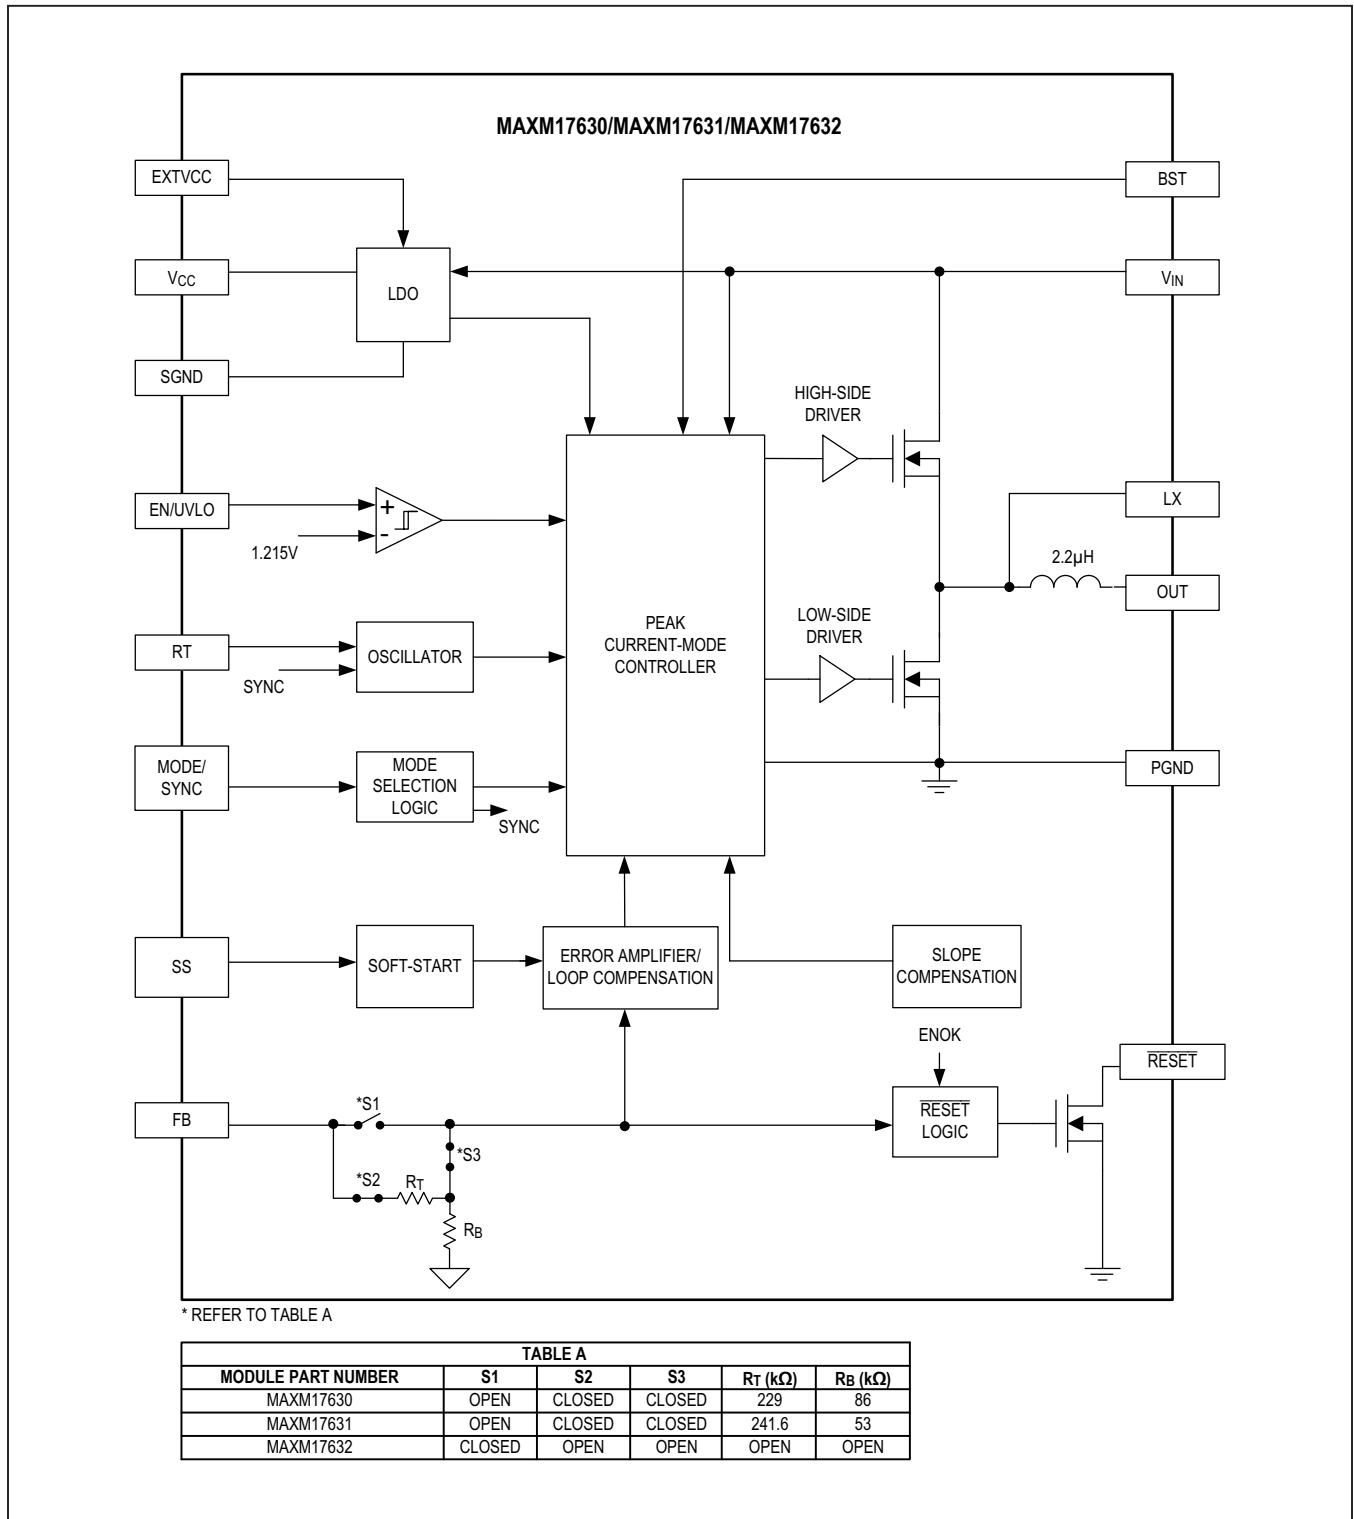 MAXM17630/MAXM17631/MAXM17632
EXTVCC
BST
VCC
LDO
VIN
SGND
HIGH-SIDE
DRIVER
EN/UVLO
+
-
1.215V
LX
2.2µH
OUT
PEAK
CURRENT-MODE
CONTROLLER
LOW-SIDE
DRIVER
RT
OSCILLATOR
SYNC
MODE/
SYNC
MODE
SELECTION
LOGIC
SYNC
PGND
SS
SOFT-START
ERROR AMPLIFIER/
LOOP COMPENSATION
SLOPE
COMPENSATION
ENOK
RESET
FB
*S1
RESET
LOGIC
*S3
*S2
RT
RB
* REFER TO TABLE A
TABLE A
MODULE PART NUMBER S1 S2 S3 RT (kΩ) RB (kΩ)
MAXM17630 OPEN CLOSED CLOSED 229 86
MAXM17631 OPEN CLOSED CLOSED 241.6 53
MAXM17632 CLOSED OPEN OPEN OPEN OPEN